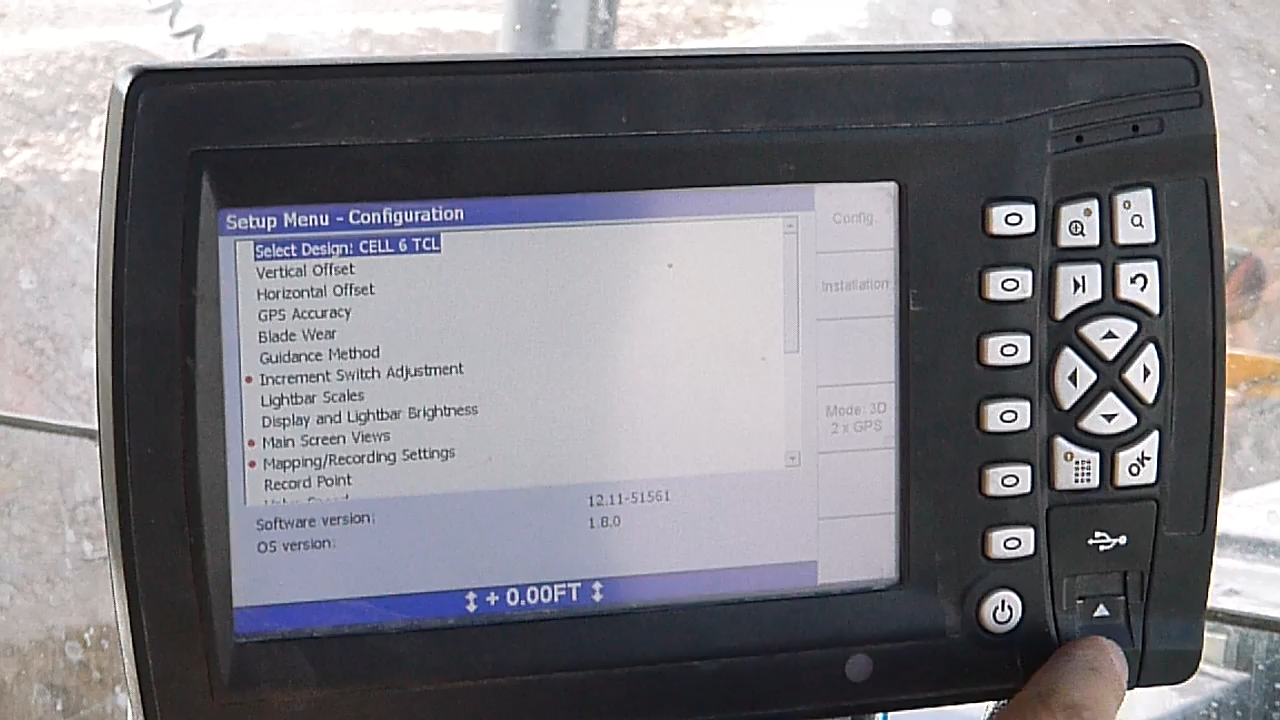 Setup Menu - Configuration
Select Design: CELL 6 TCL
Vertical Offset
Horizontal Offset
GPS Accuracy
Blade Wear
Guidance Method
Increment Switch Adjustment
Lightbar Scales
Display and Lightbar Brightness
Main Screen Views
Mapping/Recording Settings
Record Point
Software version: 12.11-51561
OS version: 1.8.0
+ 0.00FT
Config.
Installation
Mode: 3D
2 x GPS
OK